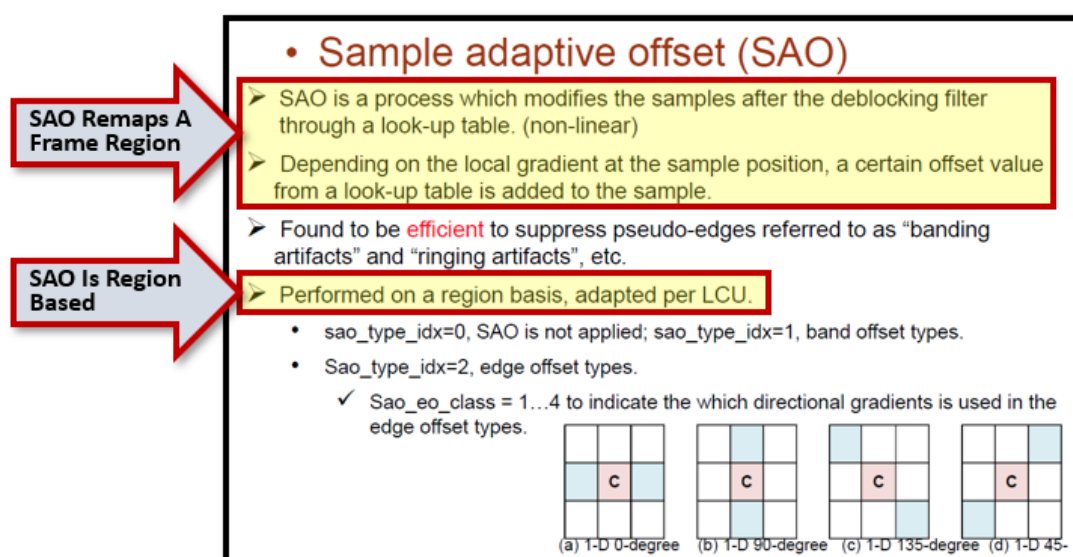 • Sample adaptive offset (SAO)
SAO Remaps A
Frame Region
➢ SAO is a process which modifies the samples after the deblocking filter
through a look-up table. (non-linear)
➢ Depending on the local gradient at the sample position, a certain offset value
from a look-up table is added to the sample.
➢ Found to be efficient to suppress pseudo-edges referred to as “banding
artifacts” and “ringing artifacts”, etc.
SAO Is Region
Based
➢ Performed on a region basis, adapted per LCU.
• sao_type_idx=0, SAO is not applied; sao_type_idx=1, band offset types.
• Sao_type_idx=2, edge offset types.
✓ Sao_eo_class = 1…4 to indicate the which directional gradients is used in the
edge offset types.
C C C C
(a) 1-D 0-degree (b) 1-D 90-degree (c) 1-D 135-degree (d) 1-D 45-